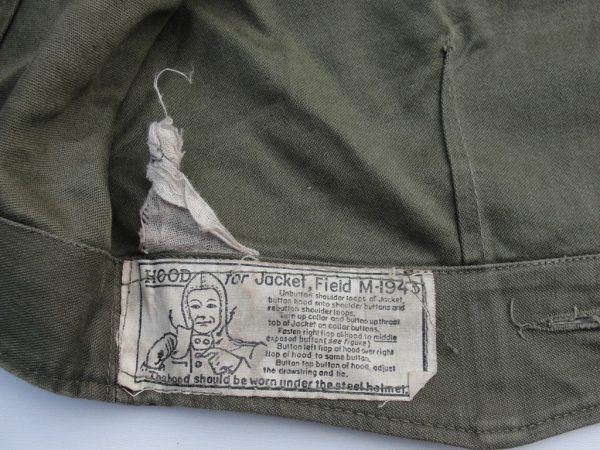 HOOD for Jacket, Field M-1943
Unbutton shoulder loops of Jacket,
button hood onto shoulder buttons and
rebutton shoulder loops.
Turn up collar and button up throat
top of Jacket on collar buttons.
Fasten right flap of hood to middle
exposed button (see figure)
Button left flap of hood over right
flap of hood to same button.
Button top button of hood, adjust
the drawstring and tie.
The hood should be worn under the steel helmet.